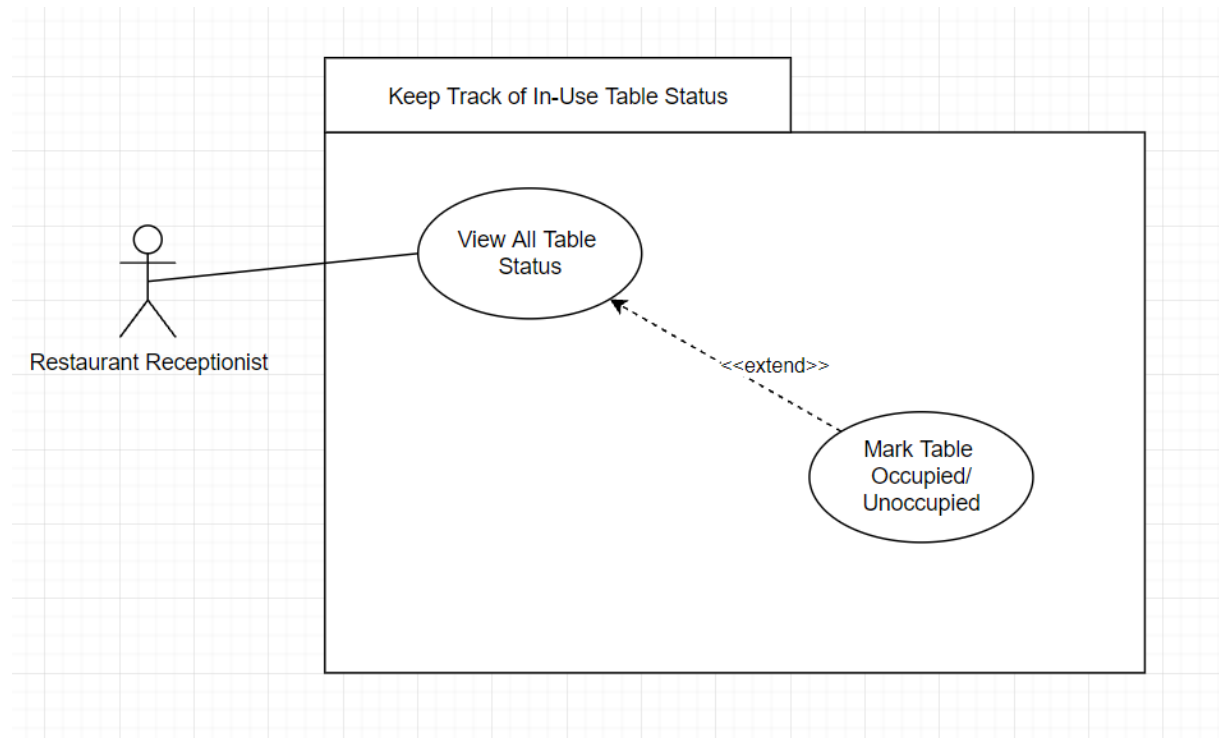 Keep Track of In-Use Table Status
View All Table
Status
Restaurant Receptionist
<<extend>>
Mark Table
Occupied/
Unoccupied